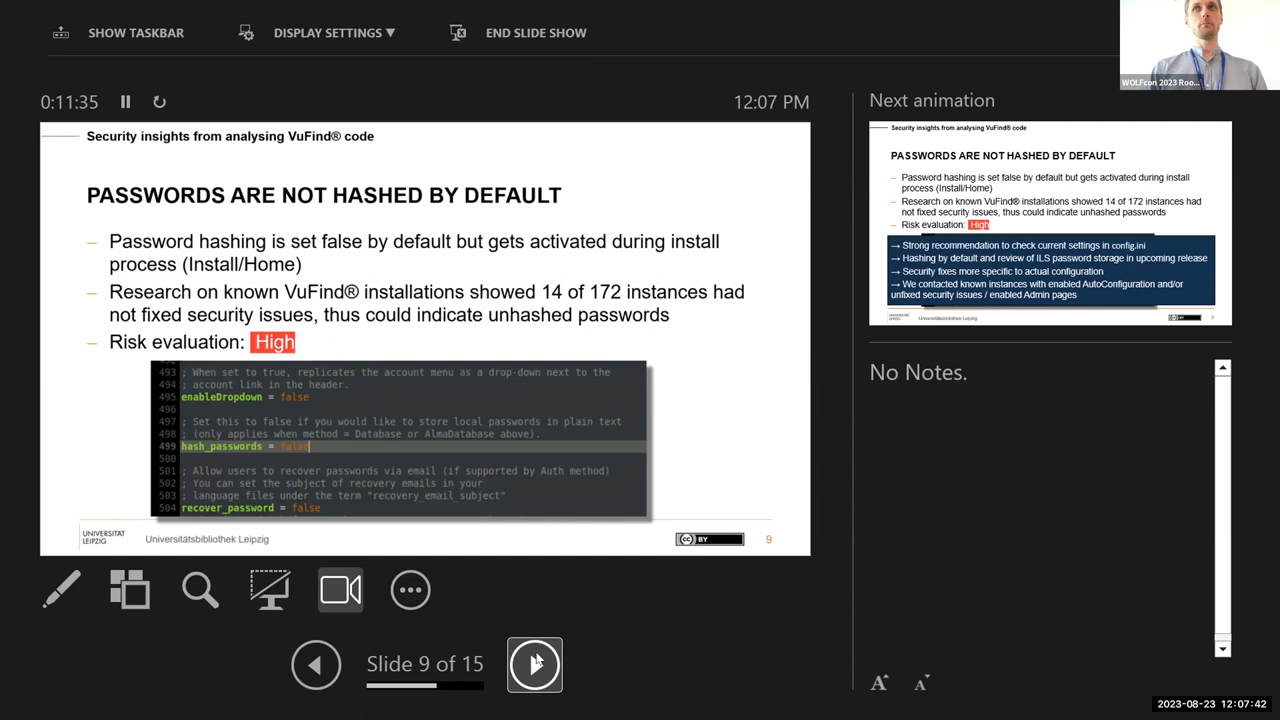 SHOW TASKBAR
DISPLAY SETTINGS ▼
END SLIDE SHOW
WOLFcon 2023 Roo...
0:11:35
12:07 PM
Security insights from analysing VuFind® code
PASSWORDS ARE NOT HASHED BY DEFAULT
– Password hashing is set false by default but gets activated during install
process (Install/Home)
– Research on known VuFind® installations showed 14 of 172 instances had
not fixed security issues, thus could indicate unhashed passwords
– Risk evaluation: High
493 ; When set to true, replicates the account menu as a drop-down next to the
494 ; account link in the header.
495 enableDropdown = false
496
497 ; Set this to false if you would like to store local passwords in plain text
498 ; (only applies when method = Database or AlmaDatabase above).
499 hash_passwords = false
500
501 ; Allow users to recover passwords via email (if supported by Auth method)
502 ; You can set the subject of recovery emails in your
503 ; language files under the term "recovery_email_subject"
504 recover_password = false
UNIVERSITÄT
LEIPZIG
Universitätsbibliothek Leipzig
cc BY
9
Slide 9 of 15
Next animation
Security insights from analysing VuFind® code
PASSWORDS ARE NOT HASHED BY DEFAULT
– Password hashing is set false by default but gets activated during install
process (Install/Home)
– Research on known VuFind® installations showed 14 of 172 instances had
not fixed security issues, thus could indicate unhashed passwords
– Risk evaluation: High
→ Strong recommendation to check current settings in config.ini
→ Hashing by default and review of ILS password storage in upcoming release
→ Security fixes more specific to actual configuration
→ We contacted known instances with enabled AutoConfiguration and/or
unfixed security issues / enabled Admin pages
UNIVERSITÄT
LEIPZIG
Universitätsbibliothek Leipzig
9
No Notes.
A A
2023-08-23 12:07:42